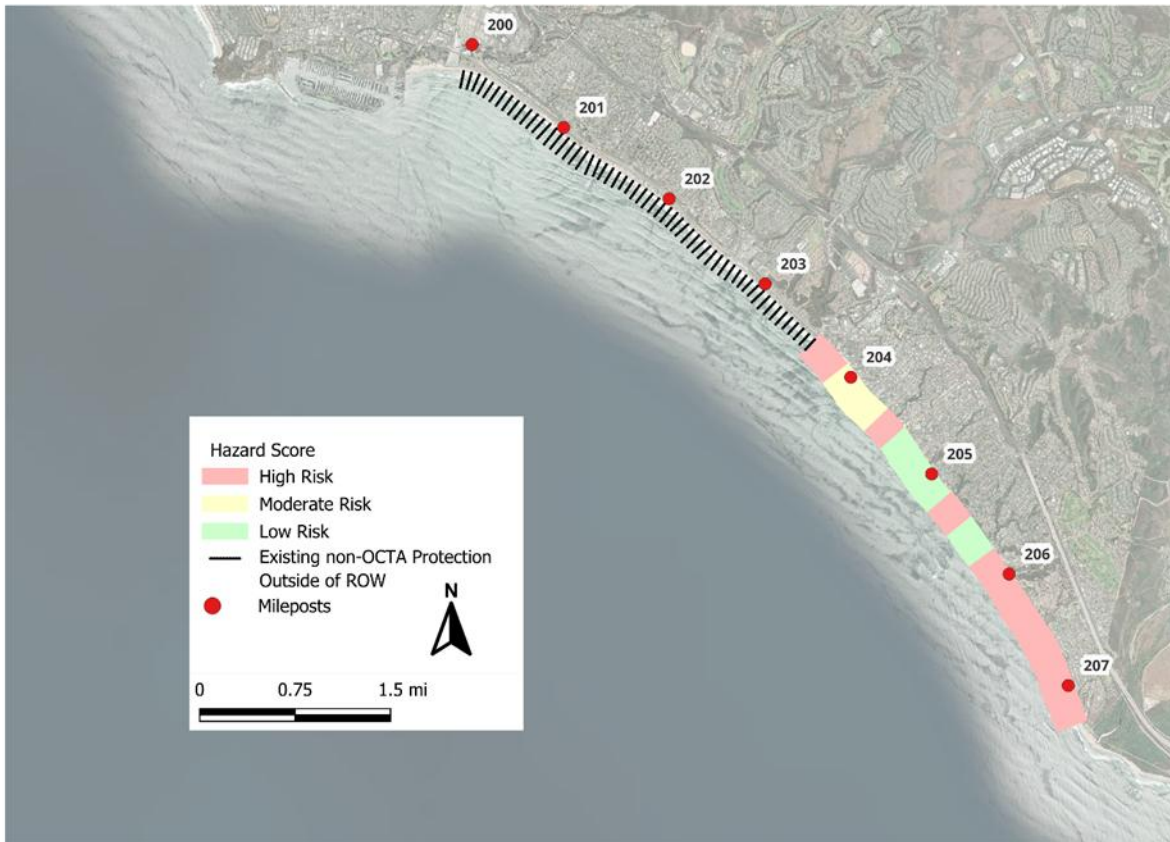 200
201
202
203
204
205
206
207
Hazard Score
High Risk
Moderate Risk
Low Risk
Existing non-OCTA Protection
Outside of ROW
Mileposts
N
0 0.75 1.5 mi